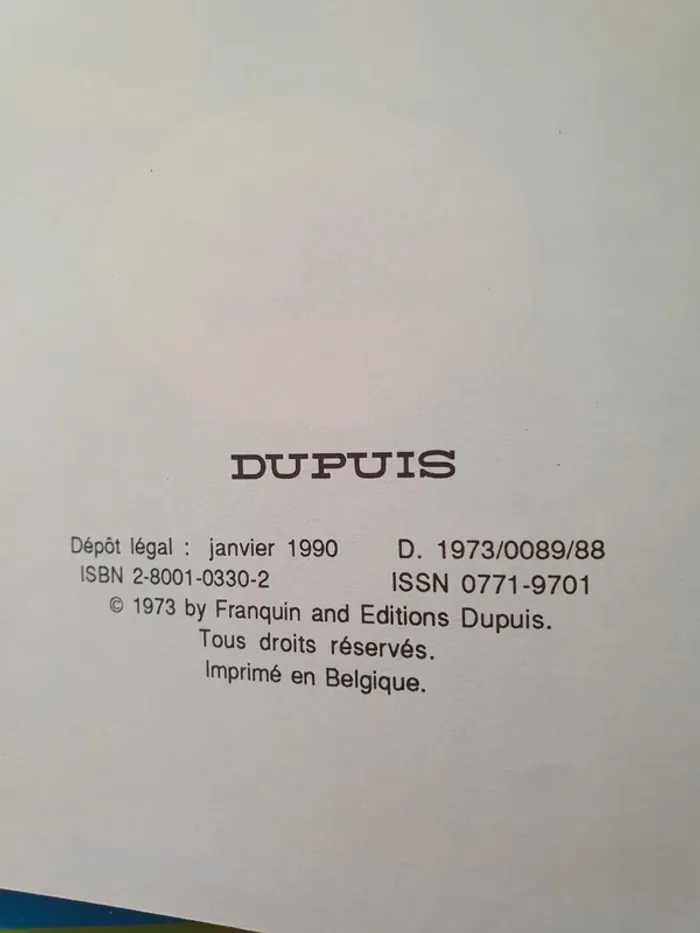 DUPUIS
Dépôt légal : janvier 1990 D. 1973/0089/88
ISBN 2-8001-0330-2 ISSN 0771-9701
© 1973 by Franquin and Editions Dupuis.
Tous droits réservés.
Imprimé en Belgique.